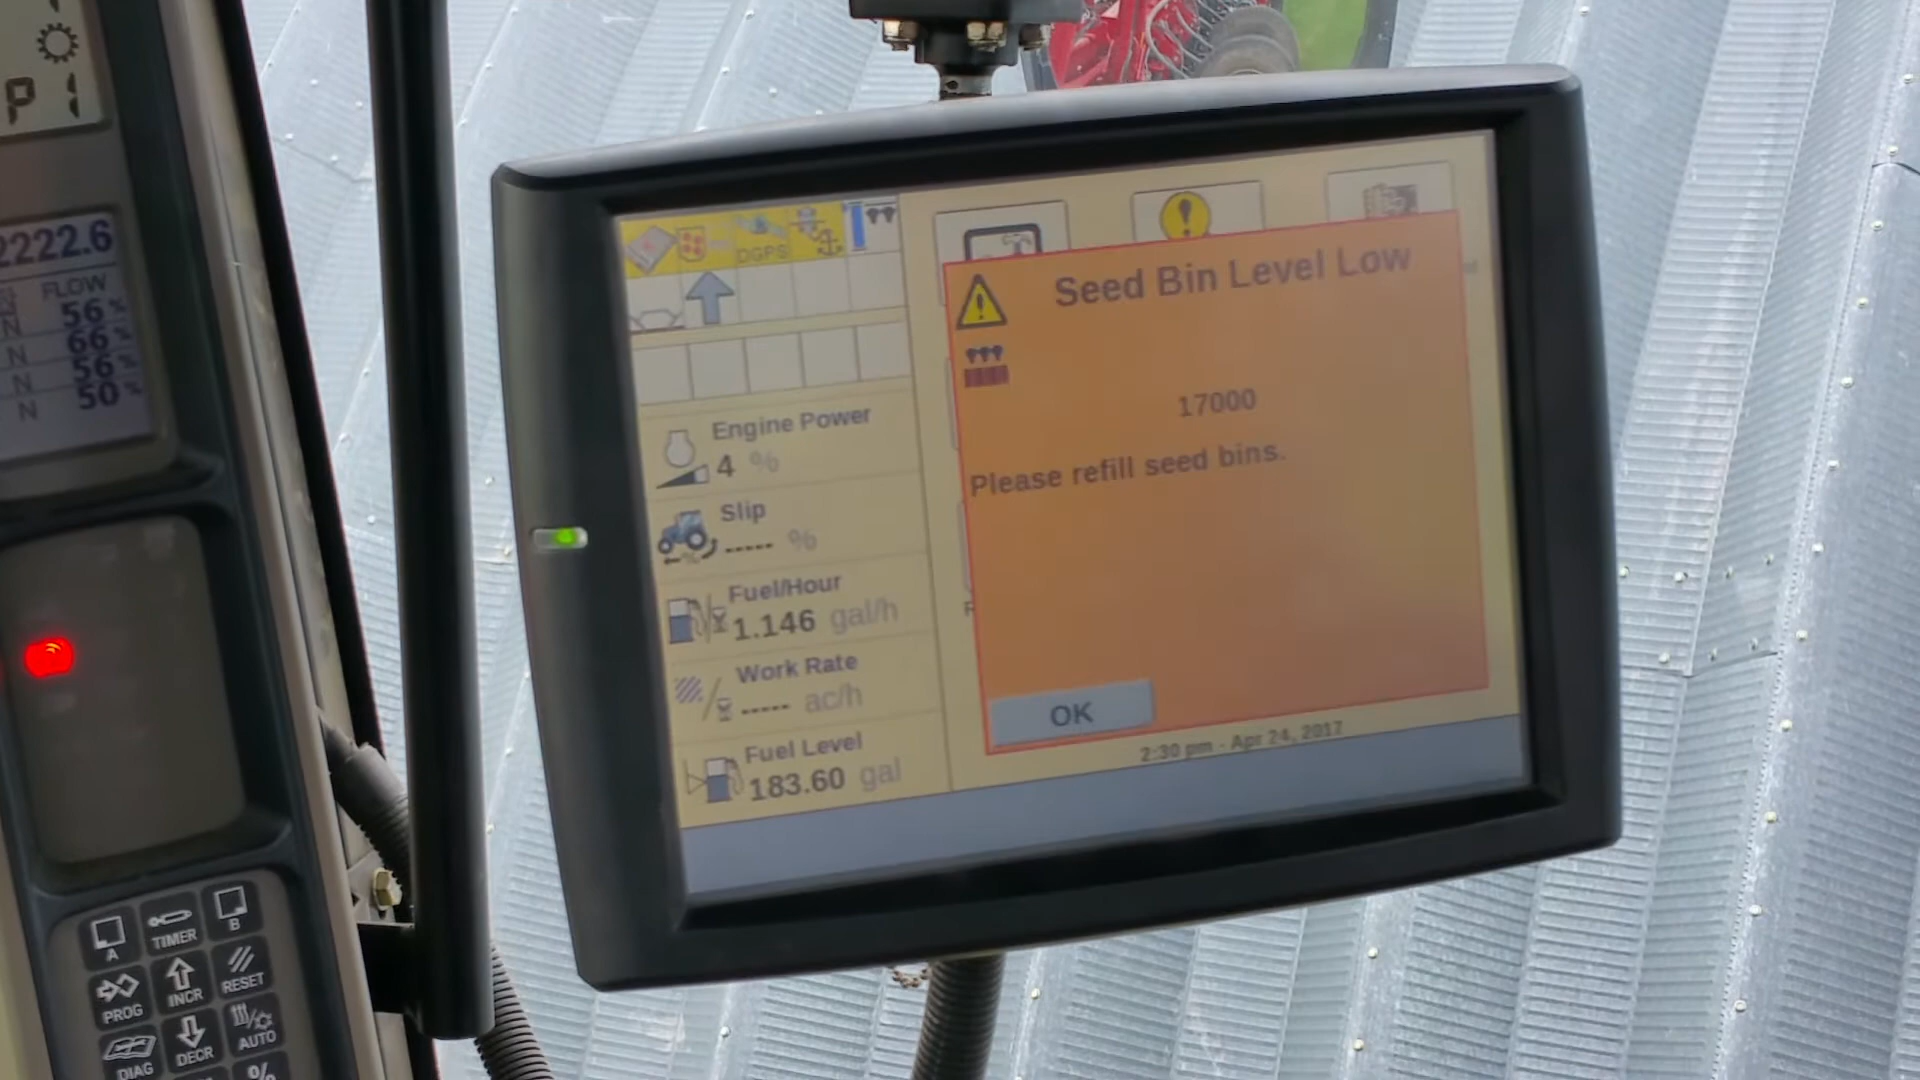 P 1
2222.6
FLOW
N 56 %
N 66 %
N 56 %
N 50 %
A
TIMER
B
PROG
INCR
RESET
DIAG
DECR
AUTO
%
DGPS
Engine Power
4 %
Slip
----- %
Fuel/Hour
1.146 gal/h
Work Rate
----- ac/h
Fuel Level
183.60 gal
Seed Bin Level Low
17000
Please refill seed bins.
OK
2:30 pm - Apr 24, 2017